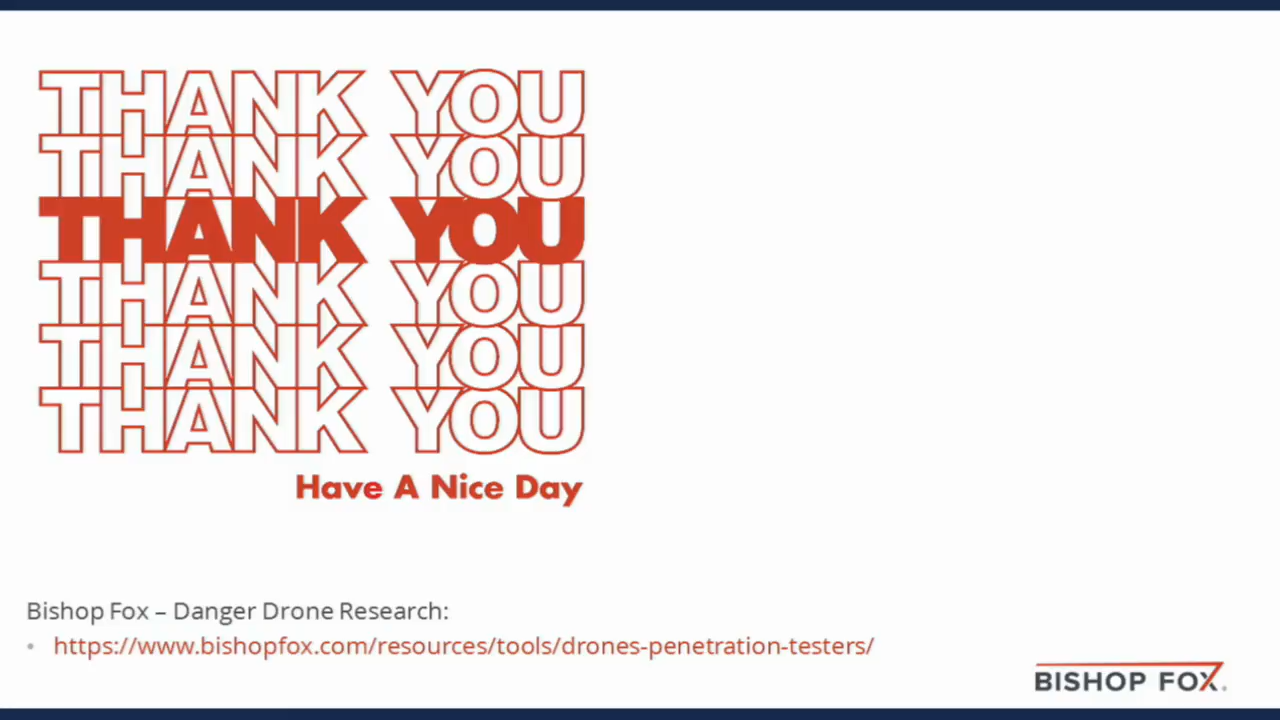 THANK YOU
THANK YOU
THANK YOU
THANK YOU
THANK YOU
THANK YOU
Have A Nice Day
Bishop Fox – Danger Drone Research:
• https://www.bishopfox.com/resources/tools/drones-penetration-testers/
BISHOP FOX.